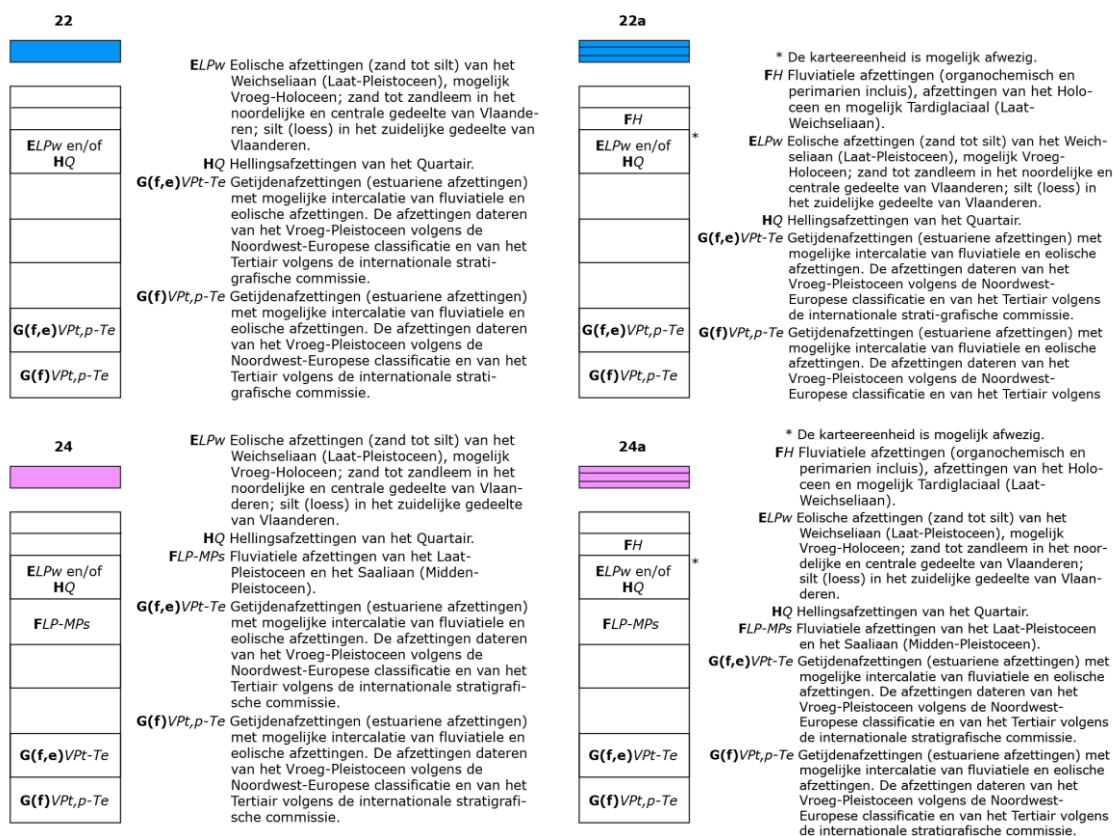 22
ELPw en/of
HQ
G(f,e)VPt,p-Te
G(f)VPt,p-Te
ELPw Eolische afzettingen (zand tot silt) van het
Weichseliaan (Laat-Pleistoceen), mogelijk
Vroeg-Holoceen; zand tot zandleem in het
noordelijke en centrale gedeelte van Vlaande-
ren; silt (loess) in het zuidelijke gedeelte van
Vlaanderen.
HQ Hellingsafzettingen van het Quartair.
G(f,e)VPt-Te Getijdenafzettingen (estuariene afzettingen)
met mogelijke intercalatie van fluviatiele en
eolische afzettingen. De afzettingen dateren
van het Vroeg-Pleistoceen volgens de
Noordwest-Europese classificatie en van het
Tertiair volgens de internationale strati-
grafische commissie.
G(f)VPt,p-Te Getijdenafzettingen (estuariene afzettingen)
met mogelijke intercalatie van fluviatiele en
eolische afzettingen. De afzettingen dateren
van het Vroeg-Pleistoceen volgens de
Noordwest-Europese classificatie en van het
Tertiair volgens de internationale strati-
grafische commissie.
22a
FH
ELPw en/of
HQ
*
G(f,e)VPt,p-Te
G(f)VPt,p-Te
* De karteereenheid is mogelijk afwezig.
FH Fluviatiele afzettingen (organochemisch en
perimarien incluis), afzettingen van het Holo-
ceen en mogelijk Tardiglaciaal (Laat-
Weichseliaan).
ELPw Eolische afzettingen (zand tot silt) van het Weich-
seliaan (Laat-Pleistoceen), mogelijk Vroeg-
Holoceen; zand tot zandleem in het noordelijke en
centrale gedeelte van Vlaanderen; silt (loess) in
het zuidelijke gedeelte van Vlaanderen.
HQ Hellingsafzettingen van het Quartair.
G(f,e)VPt-Te Getijdenafzettingen (estuariene afzettingen) met
mogelijke intercalatie van fluviatiele en eolische
afzettingen. De afzettingen dateren van het
Vroeg-Pleistoceen volgens de Noordwest-
Europese classificatie en van het Tertiair volgens
de internationale strati-grafische commissie.
G(f)VPt,p-Te Getijdenafzettingen (estuariene afzettingen) met
mogelijke intercalatie van fluviatiele en eolische
afzettingen. De afzettingen dateren van het
Vroeg-Pleistoceen volgens de Noordwest-
Europese classificatie en van het Tertiair volgens
24
ELPw en/of
HQ
FLP-MPs
G(f,e)VPt-Te
G(f)VPt,p-Te
ELPw Eolische afzettingen (zand tot silt) van het
Weichseliaan (Laat-Pleistoceen), mogelijk
Vroeg-Holoceen; zand tot zandleem in het
noordelijke en centrale gedeelte van Vlaan-
deren; silt (loess) in het zuidelijke gedeelte
van Vlaanderen.
HQ Hellingsafzettingen van het Quartair.
FLP-MPs Fluviatiele afzettingen van het Laat-
Pleistoceen en het Saaliaan (Midden-
Pleistoceen).
G(f,e)VPt-Te Getijdenafzettingen (estuariene afzettingen)
met mogelijke intercalatie van fluviatiele en
eolische afzettingen. De afzettingen dateren
van het Vroeg-Pleistoceen volgens de
Noordwest-Europese classificatie en van het
Tertiair volgens de internationale stratigrafi-
sche commissie.
G(f)VPt,p-Te Getijdenafzettingen (estuariene afzettingen)
met mogelijke intercalatie van fluviatiele en
eolische afzettingen. De afzettingen dateren
van het Vroeg-Pleistoceen volgens de
Noordwest-Europese classificatie en van het
Tertiair volgens de internationale stratigrafi-
sche commissie.
24a
FH
ELPw en/of
HQ
*
FLP-MPs
G(f,e)VPt-Te
G(f)VPt,p-Te
* De karteereenheid is mogelijk afwezig.
FH Fluviatiele afzettingen (organochemisch en
perimarien incluis), afzettingen van het Holo-
ceen en mogelijk Tardiglaciaal (Laat-
Weichseliaan).
ELPw Eolische afzettingen (zand tot silt) van het
Weichseliaan (Laat-Pleistoceen), mogelijk
Vroeg-Holoceen; zand tot zandleem in het noor-
delijke en centrale gedeelte van Vlaanderen;
silt (loess) in het zuidelijke gedeelte van Vlaan-
deren.
HQ Hellingsafzettingen van het Quartair.
FLP-MPs Fluviatiele afzettingen van het Laat-Pleistoceen
en het Saaliaan (Midden-Pleistoceen).
G(f,e)VPt-Te Getijdenafzettingen (estuariene afzettingen) met
mogelijke intercalatie van fluviatiele en eolische
afzettingen. De afzettingen dateren van het
Vroeg-Pleistoceen volgens de Noordwest-
Europese classificatie en van het Tertiair volgens
de internationale stratigrafische commissie.
G(f)VPt,p-Te Getijdenafzettingen (estuariene afzettingen) met
mogelijke intercalatie van fluviatiele en eolische
afzettingen. De afzettingen dateren van het
Vroeg-Pleistoceen volgens de Noordwest-
Europese classificatie en van het Tertiair volgens
de internationale stratigrafische commissie.